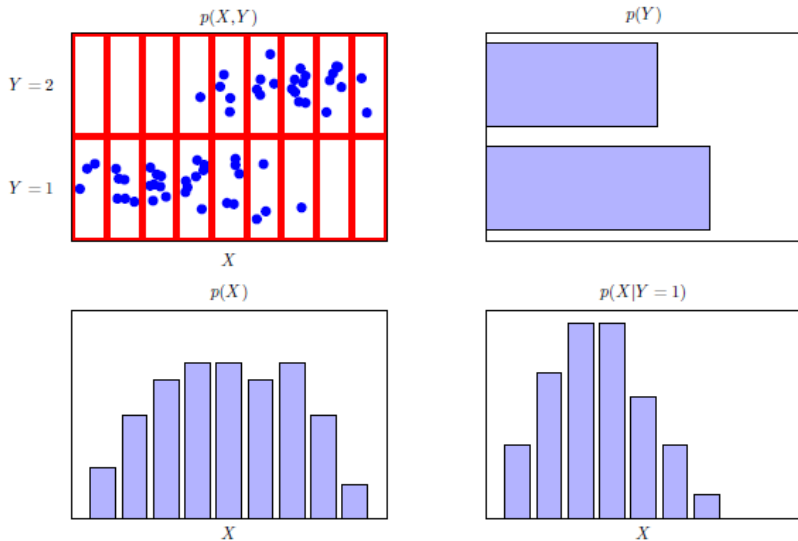 p(X, Y)
Y = 2
Y = 1
X
p(Y)
p(X)
X
p(X|Y = 1)
X